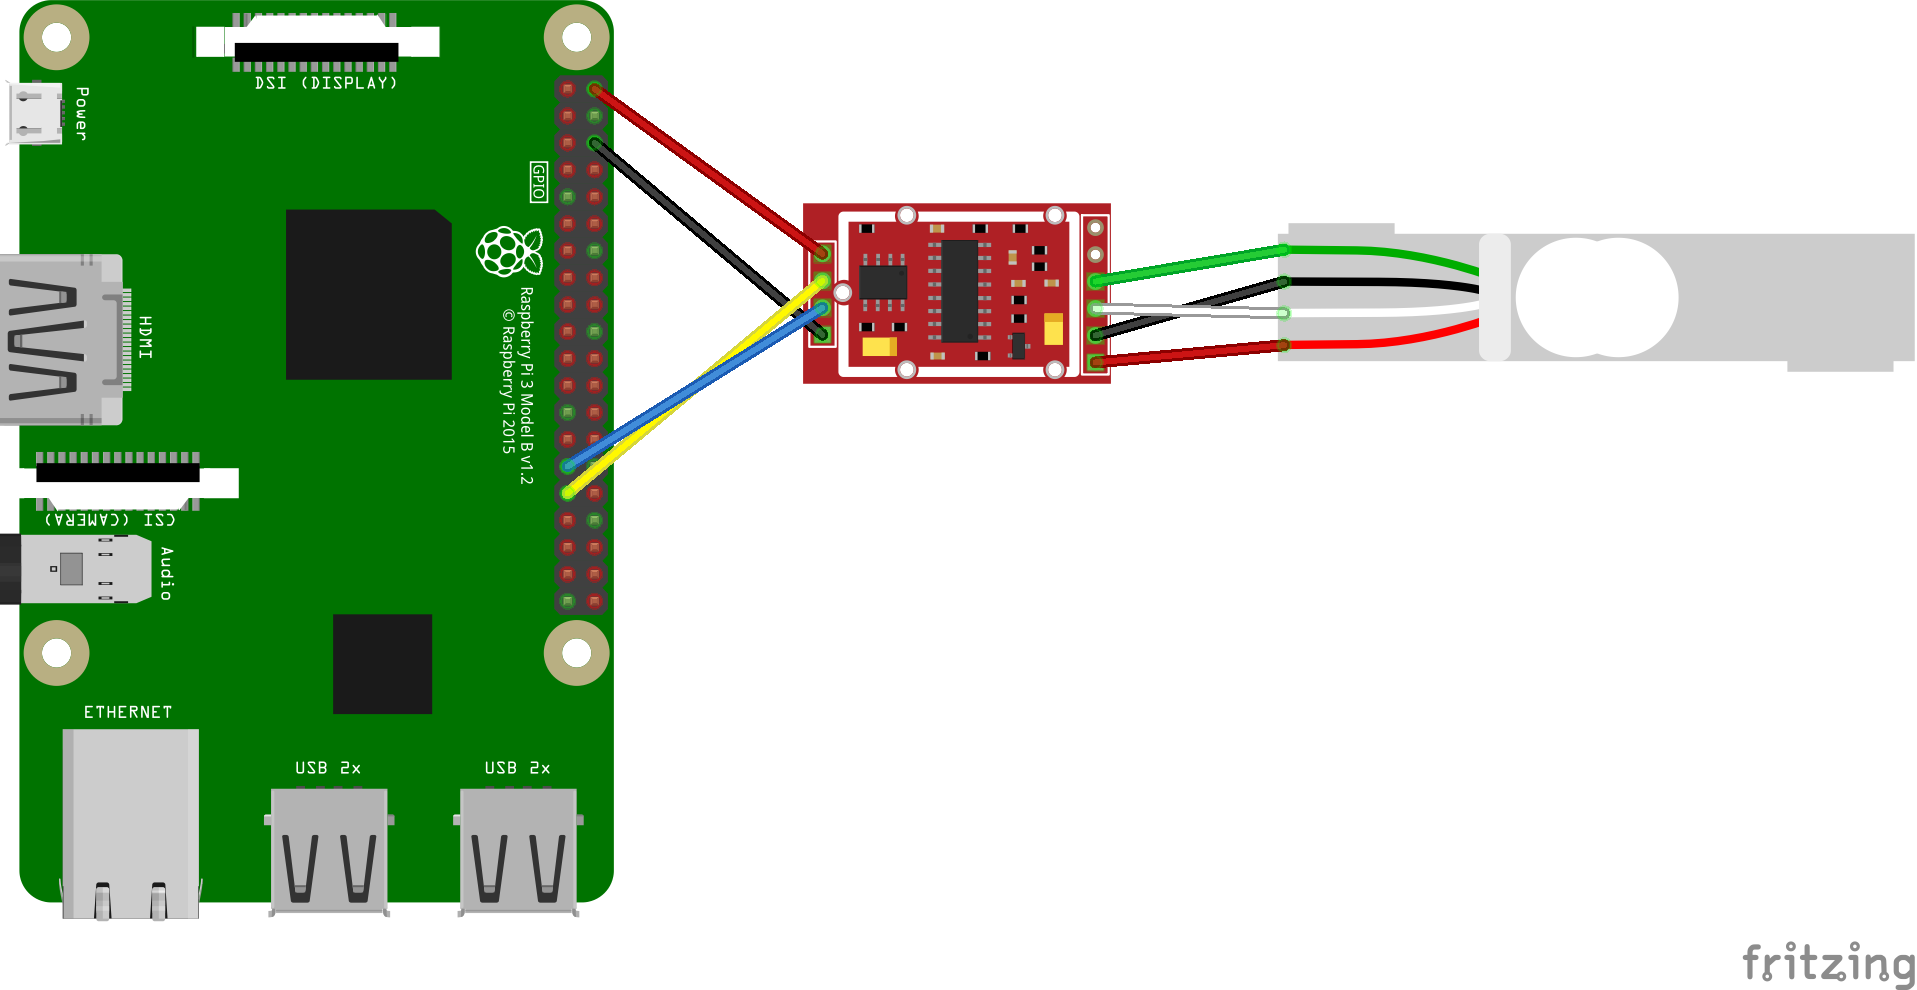 DSI (DISPLAY)
Power
GPIO
HDMI
Raspberry Pi 3 Model B v1.2
© Raspberry Pi 2015
CSI (CAMERA)
Audio
ETHERNET
USB 2x
USB 2x
fritzing